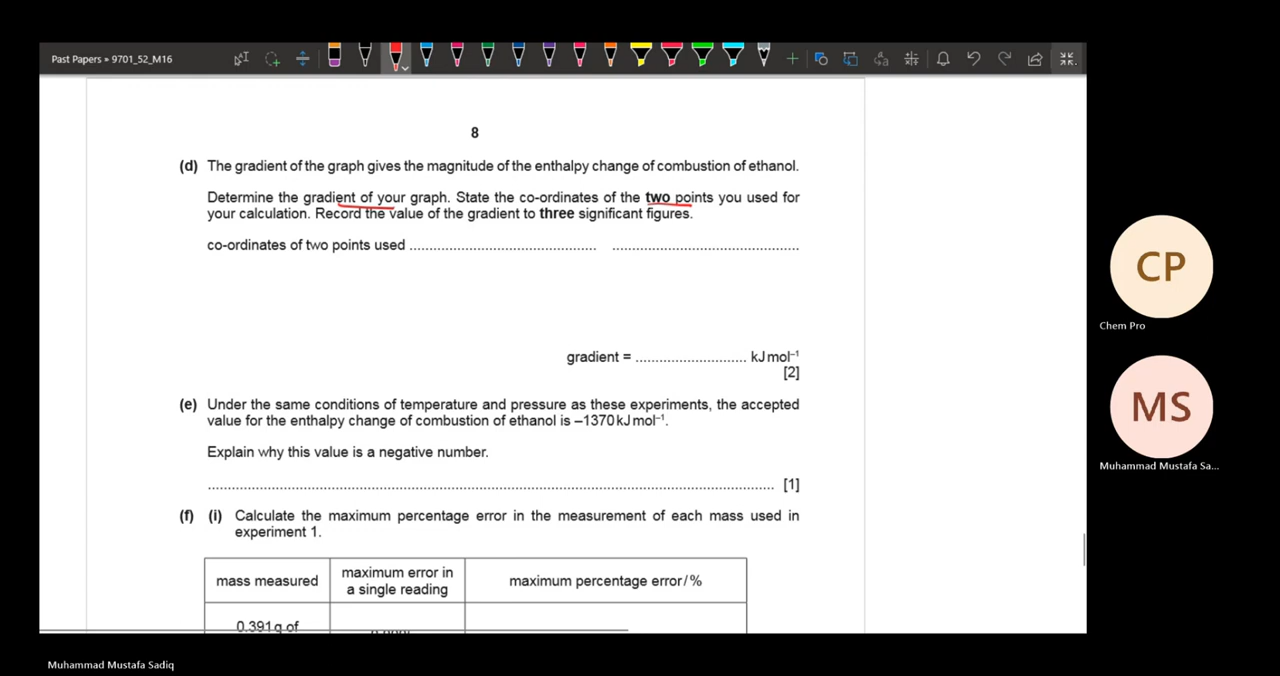 Past Papers » 9701_52_M16
8
(d) The gradient of the graph gives the magnitude of the enthalpy change of combustion of ethanol.
Determine the gradient of your graph. State the co-ordinates of the two points you used for
your calculation. Record the value of the gradient to three significant figures.
co-ordinates of two points used ............................................. .............................................
gradient = .......................... kJ mol⁻¹
[2]
(e) Under the same conditions of temperature and pressure as these experiments, the accepted
value for the enthalpy change of combustion of ethanol is –1370 kJ mol⁻¹.
Explain why this value is a negative number.
.......................................................................................................................................... [1]
(f) (i) Calculate the maximum percentage error in the measurement of each mass used in
experiment 1.
mass measured
maximum error in
a single reading
maximum percentage error/%
0.391 g of
CP
Chem Pro
MS
Muhammad Mustafa Sa...
Muhammad Mustafa Sadiq